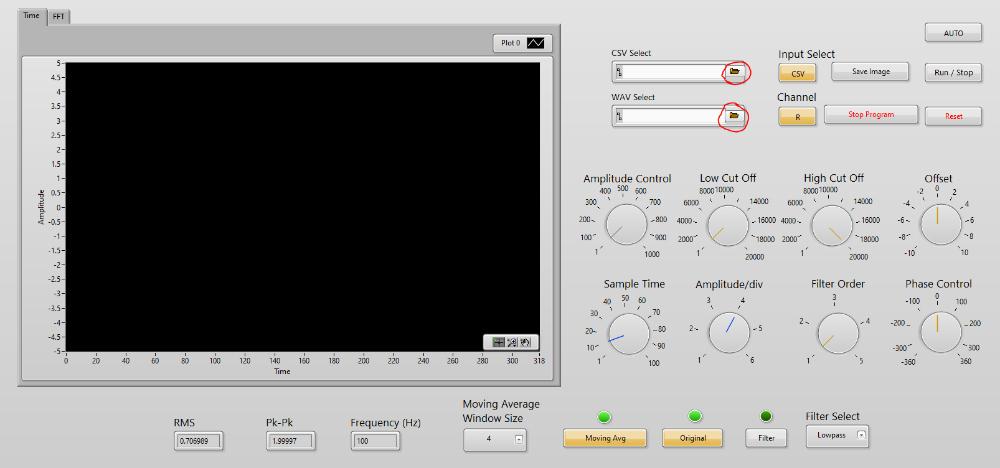 Time FFT
Plot 0
Amplitude
5
4.5
4
3.5
3
2.5
2
1.5
1
0.5
0
-0.5
-1
-1.5
-2
-2.5
-3
-3.5
-4
-4.5
-5
0 20 40 60 80 100 120 140 160 180 200 220 240 260 280 300 318
Time
CSV Select
WAV Select
Input Select
CSV
Save Image
AUTO
Run / Stop
Channel
R
Stop Program
Reset
Amplitude Control
1 100 200 300 400 500 600 700 800 900 1000
Low Cut Off
1 2000 4000 6000 8000 10000 14000 16000 18000 20000
High Cut Off
1 2000 4000 6000 8000 10000 14000 16000 18000 20000
Offset
-10 -8 -6 -4 -2 0 2 4 6 8 10
Sample Time
1 10 20 30 40 50 60 70 80 90 100
Amplitude/div
1 2 3 4 5 6
Filter Order
1 2 3 4 5
Phase Control
-360 -300 -200 -100 0 100 200 300 360
RMS
0.706989
Pk-Pk
1.99997
Frequency (Hz)
100
Moving Average
Window Size
4
Moving Avg
Original
Filter
Filter Select
Lowpass